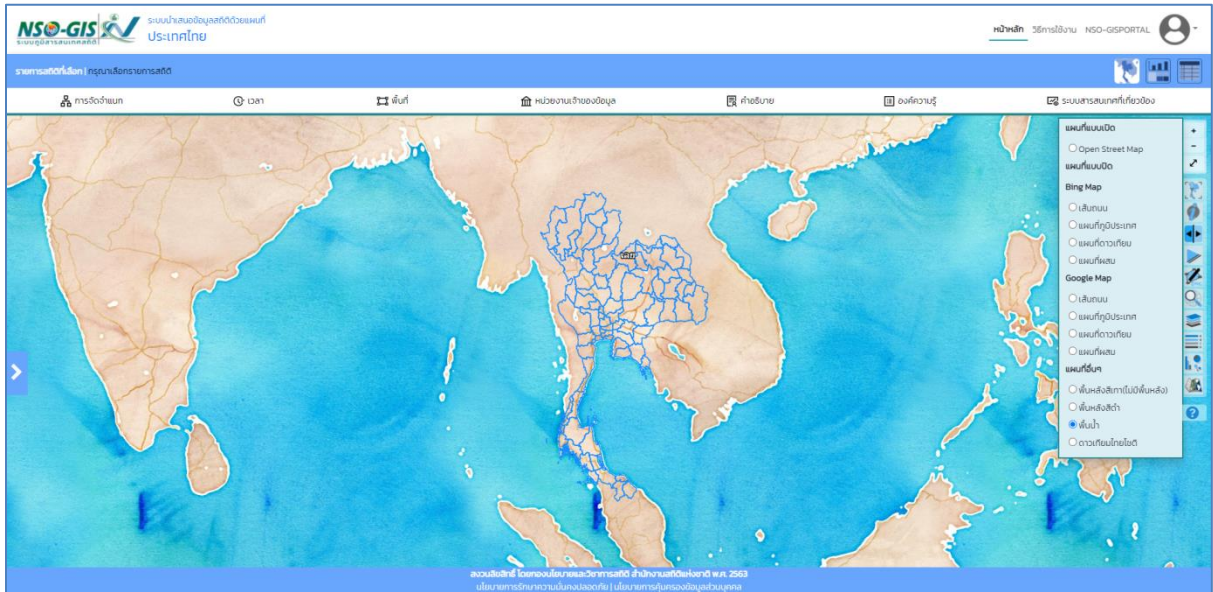 NSO-GIS
ระบบภูมิสารสนเทศสถิติ
ระบบนำเสนอข้อมูลสถิติด้วยแผนที่
ประเทศไทย
หน้าหลัก วิธีการใช้งาน NSO-GISPORTAL
รายการสถิติที่เลือก | กรุณาเลือกรายการสถิติ
การจัดจำแนก เวลา พื้นที่ หน่วยงานเจ้าของข้อมูล คำอธิบาย องค์ความรู้ ระบบสารสนเทศที่เกี่ยวข้อง
แผนที่แบบเปิด
Open Street Map
แผนที่แบบปิด
Bing Map
เส้นถนน
แผนที่ภูมิประเทศ
แผนที่ดาวเทียม
แผนที่ผสม
Google Map
เส้นถนน
แผนที่ภูมิประเทศ
แผนที่ดาวเทียม
แผนที่ผสม
แผนที่อื่นๆ
พื้นหลังสีเทา(ไม่มีพื้นหลัง)
พื้นหลังสีดำ
พื้นน้ำ
ดาวเทียมไทยโชติ
สงวนลิขสิทธิ์ โดยกองนโยบายและวิชาการสถิติ สำนักงานสถิติแห่งชาติ พ.ศ. 2563
นโยบายการรักษาความมั่นคงปลอดภัย | นโยบายการคุ้มครองข้อมูลส่วนบุคคล